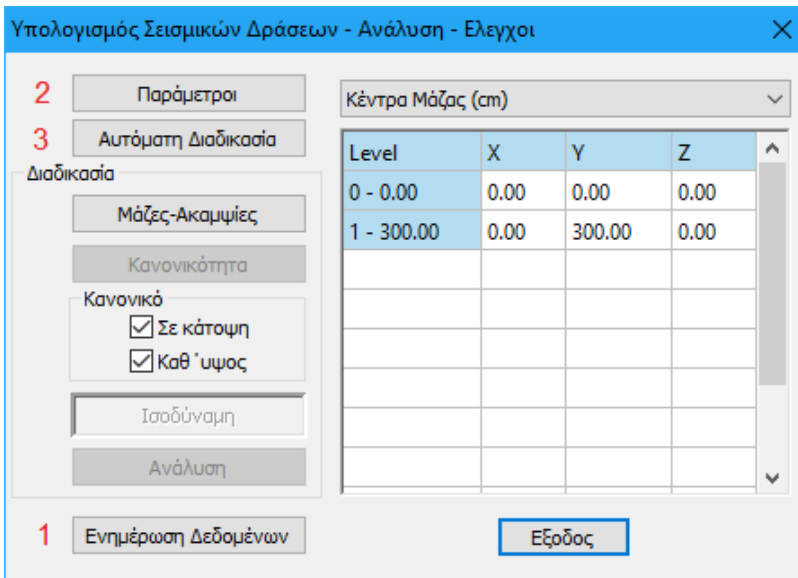 Υπολογισμός Σεισμικών Δράσεων - Ανάλυση - Ελεγχοι
2 Παράμετροι
3 Αυτόματη Διαδικασία
Διαδικασία
Μάζες-Ακαμψίες
Κανονικότητα
Κανονικό
Σε κάτοψη
Καθ ΄υψος
Ισοδύναμη
Ανάλυση
1 Ενημέρωση Δεδομένων
Κέντρα Μάζας (cm)
Level X Y Z
0 - 0.00 0.00 0.00 0.00
1 - 300.00 0.00 300.00 0.00
Εξοδος